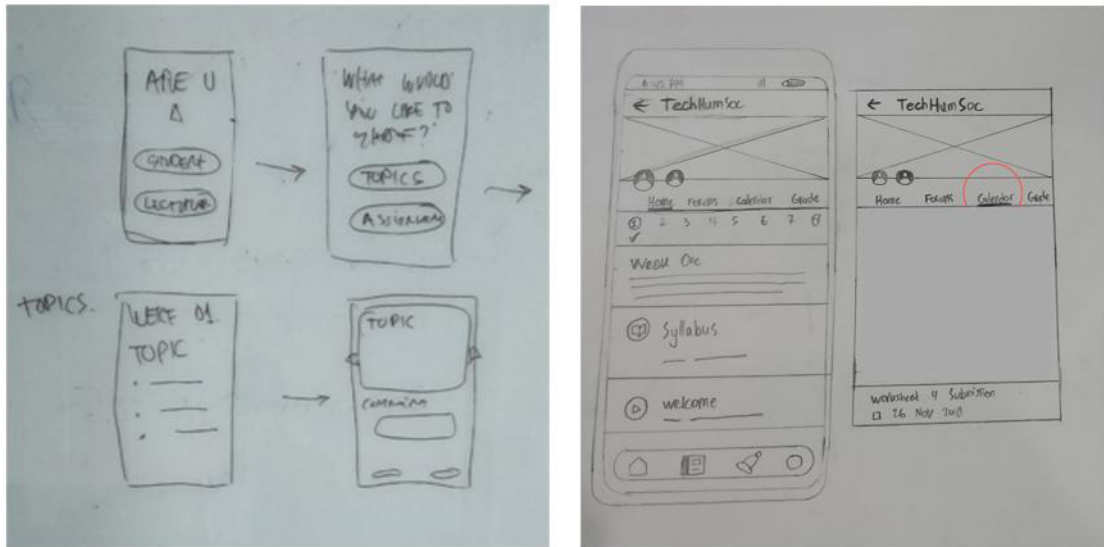 ARE U
A
STUDENT
LECTURER
WHAT WOULD
YOU LIKE TO
TOPICS
TOPICS.
WEEK 01.
TOPIC
TOPIC
PM
← TechHumSoc
Home Forums Calendar Grade
1 2 3 4 5 6 7 8
Week One
Syllabus
welcome
← TechHumSoc
Home Forums Calendar Grade
Worksheet 4 Submission
26 Nov